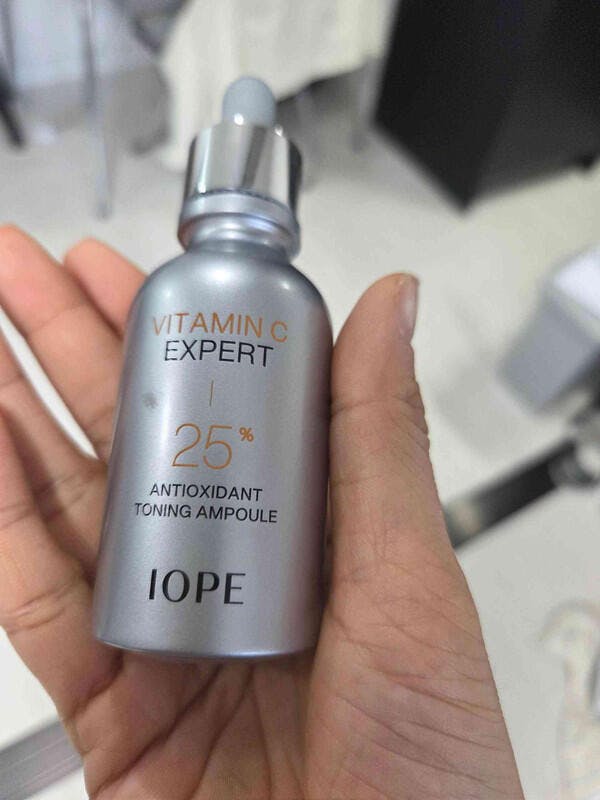 VITAMIN C
EXPERT
25%
ANTIOXIDANT
TONING AMPOULE
IOPE